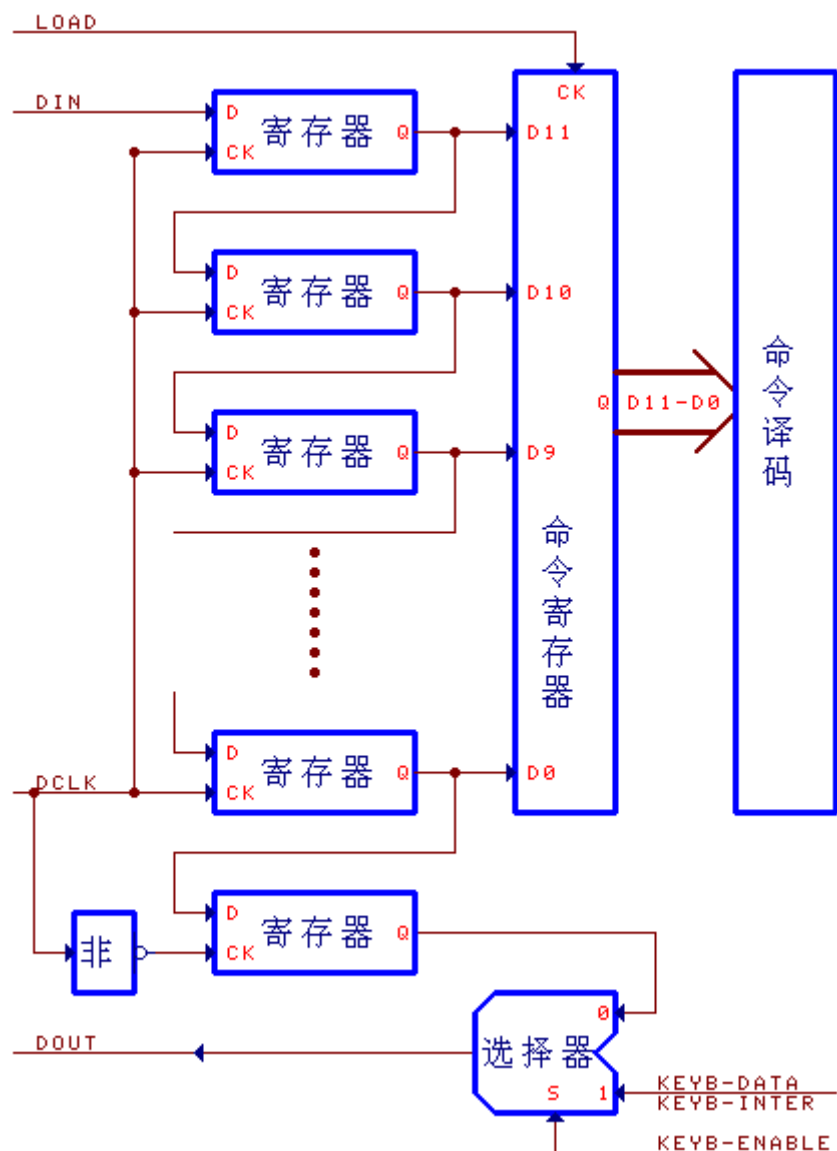 LOAD
CK
DIN
D 寄存器 Q
CK
D11
D 寄存器 Q
CK
D10
D 寄存器 Q
CK
D9
Q D11-D0
命令寄存器
命令译码
DCLK
D 寄存器 Q
CK
D0
D 寄存器 Q
CK
非
0
选择器
S 1
DOUT
KEYB-DATA
KEYB-INTER
KEYB-ENABLE